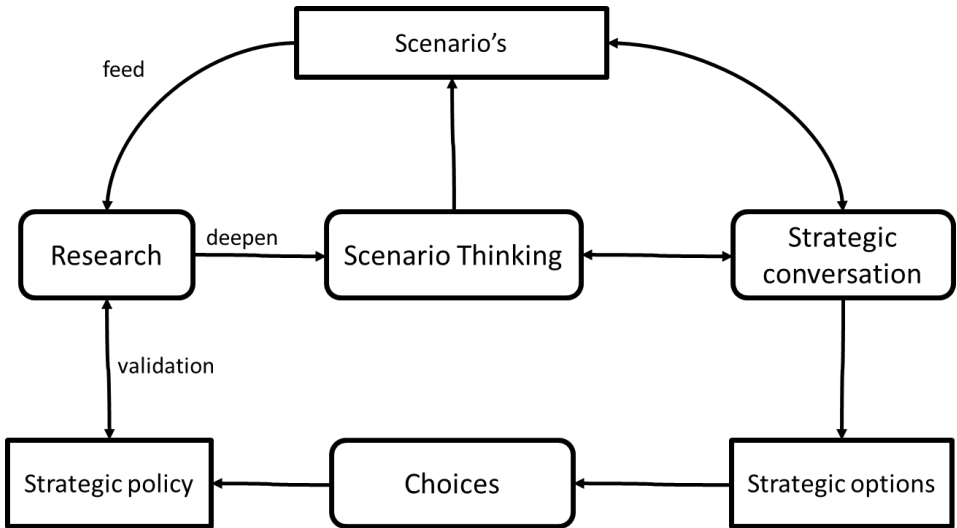 Scenario's
feed
Research
deepen
Scenario Thinking
Strategic
conversation
validation
Strategic policy
Choices
Strategic options